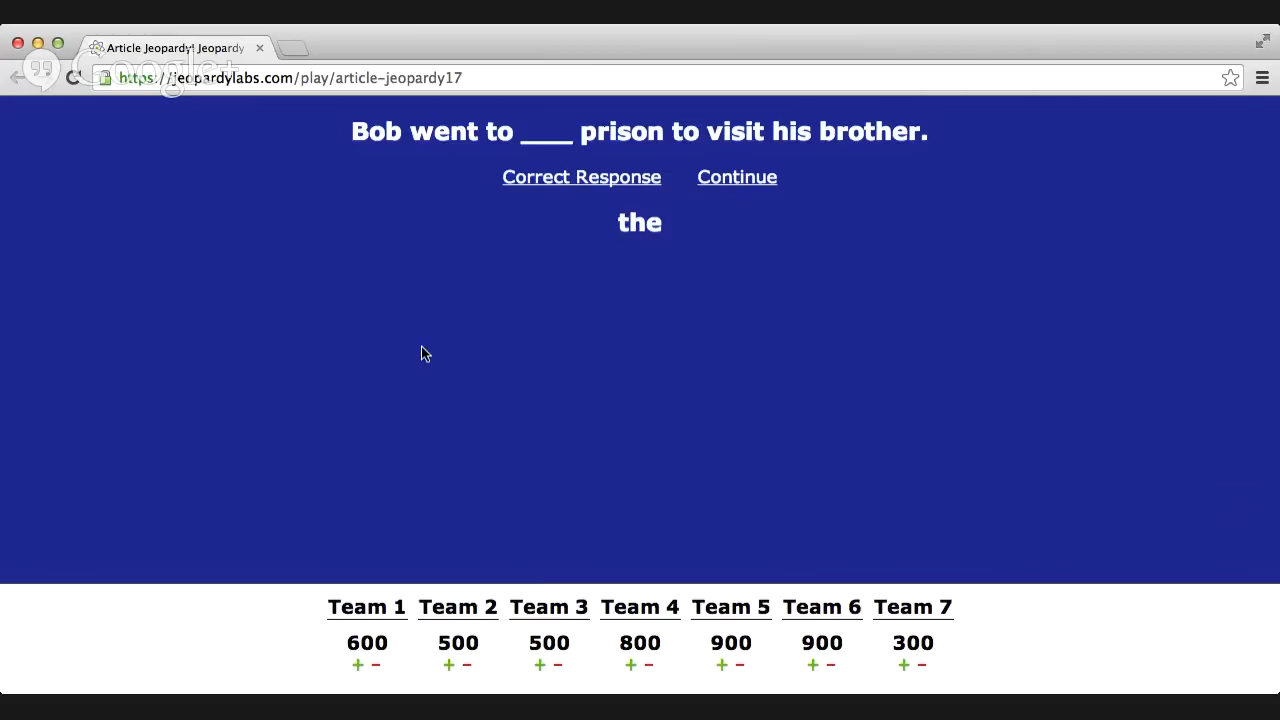 Article Jeopardy! Jeopardy
Google+
https://jeopardylabs.com/play/article-jeopardy17
Bob went to ____ prison to visit his brother.
Correct Response Continue
the
Team 1 Team 2 Team 3 Team 4 Team 5 Team 6 Team 7
600 500 500 800 900 900 300
+ − + − + − + − + − + − + −